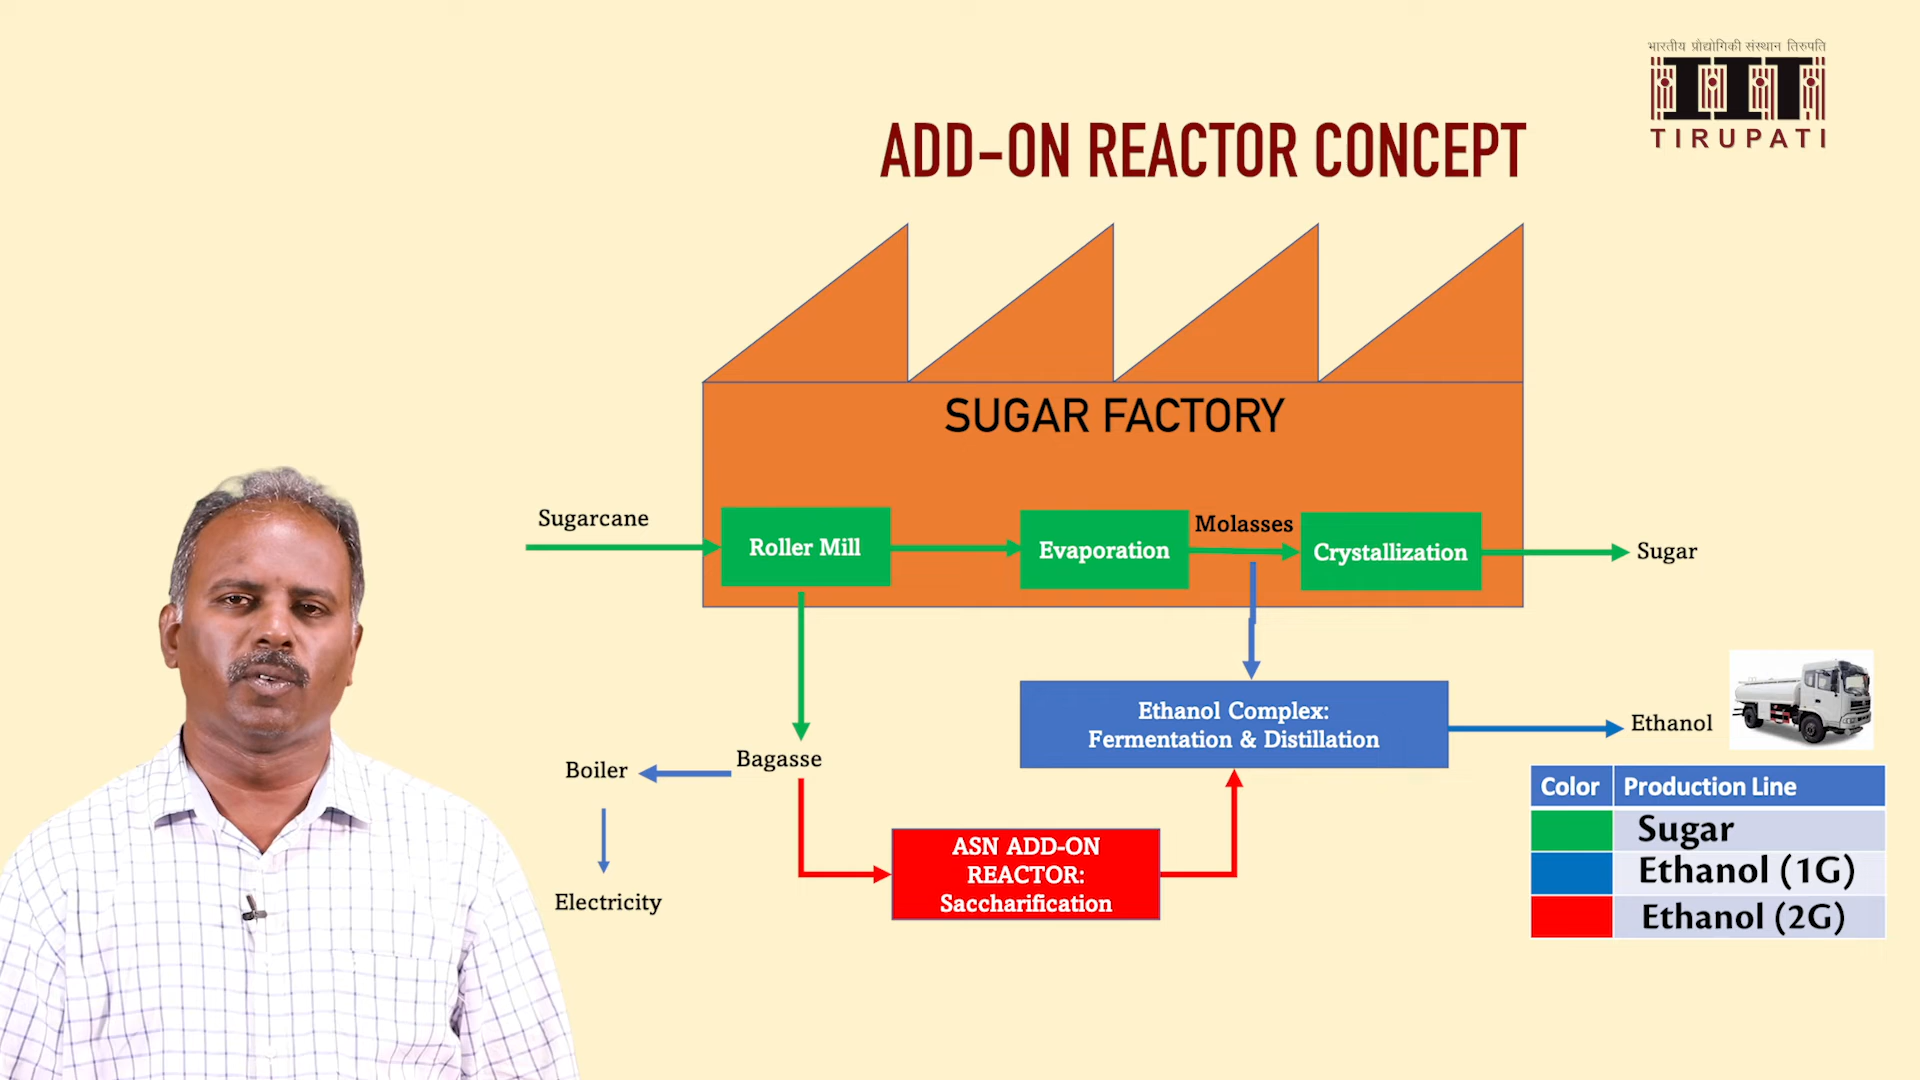 भारतीय प्रौद्योगिकी संस्थान तिरुपति
IIT
TIRUPATI
ADD-ON REACTOR CONCEPT
SUGAR FACTORY
Sugarcane
Roller Mill
Evaporation
Molasses
Crystallization
Sugar
Ethanol Complex:
Fermentation & Distillation
Ethanol
Bagasse
Boiler
Electricity
ASN ADD-ON
REACTOR:
Saccharification
Color Production Line
Sugar
Ethanol (1G)
Ethanol (2G)